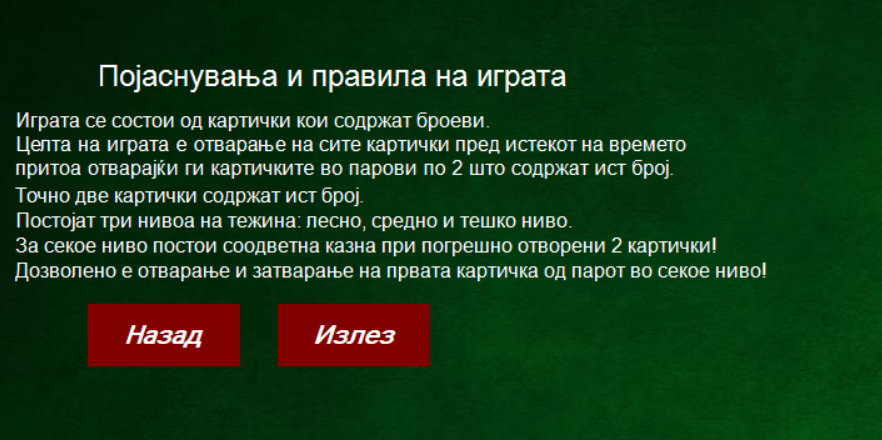 Појаснувања и правила на играта
Играта се состои од картички кои содржат броеви.
Целта на играта е отварање на сите картички пред истекот на времето
притоа отварајќи ги картичките во парови по 2 што содржат ист број.
Точно две картички содржат ист број.
Постојат три нивоа на тежина: лесно, средно и тешко ниво.
За секое ниво постои соодветна казна при погрешно отворени 2 картички!
Дозволено е отварање и затварање на првата картичка од парот во секое ниво!
Назад
Излез